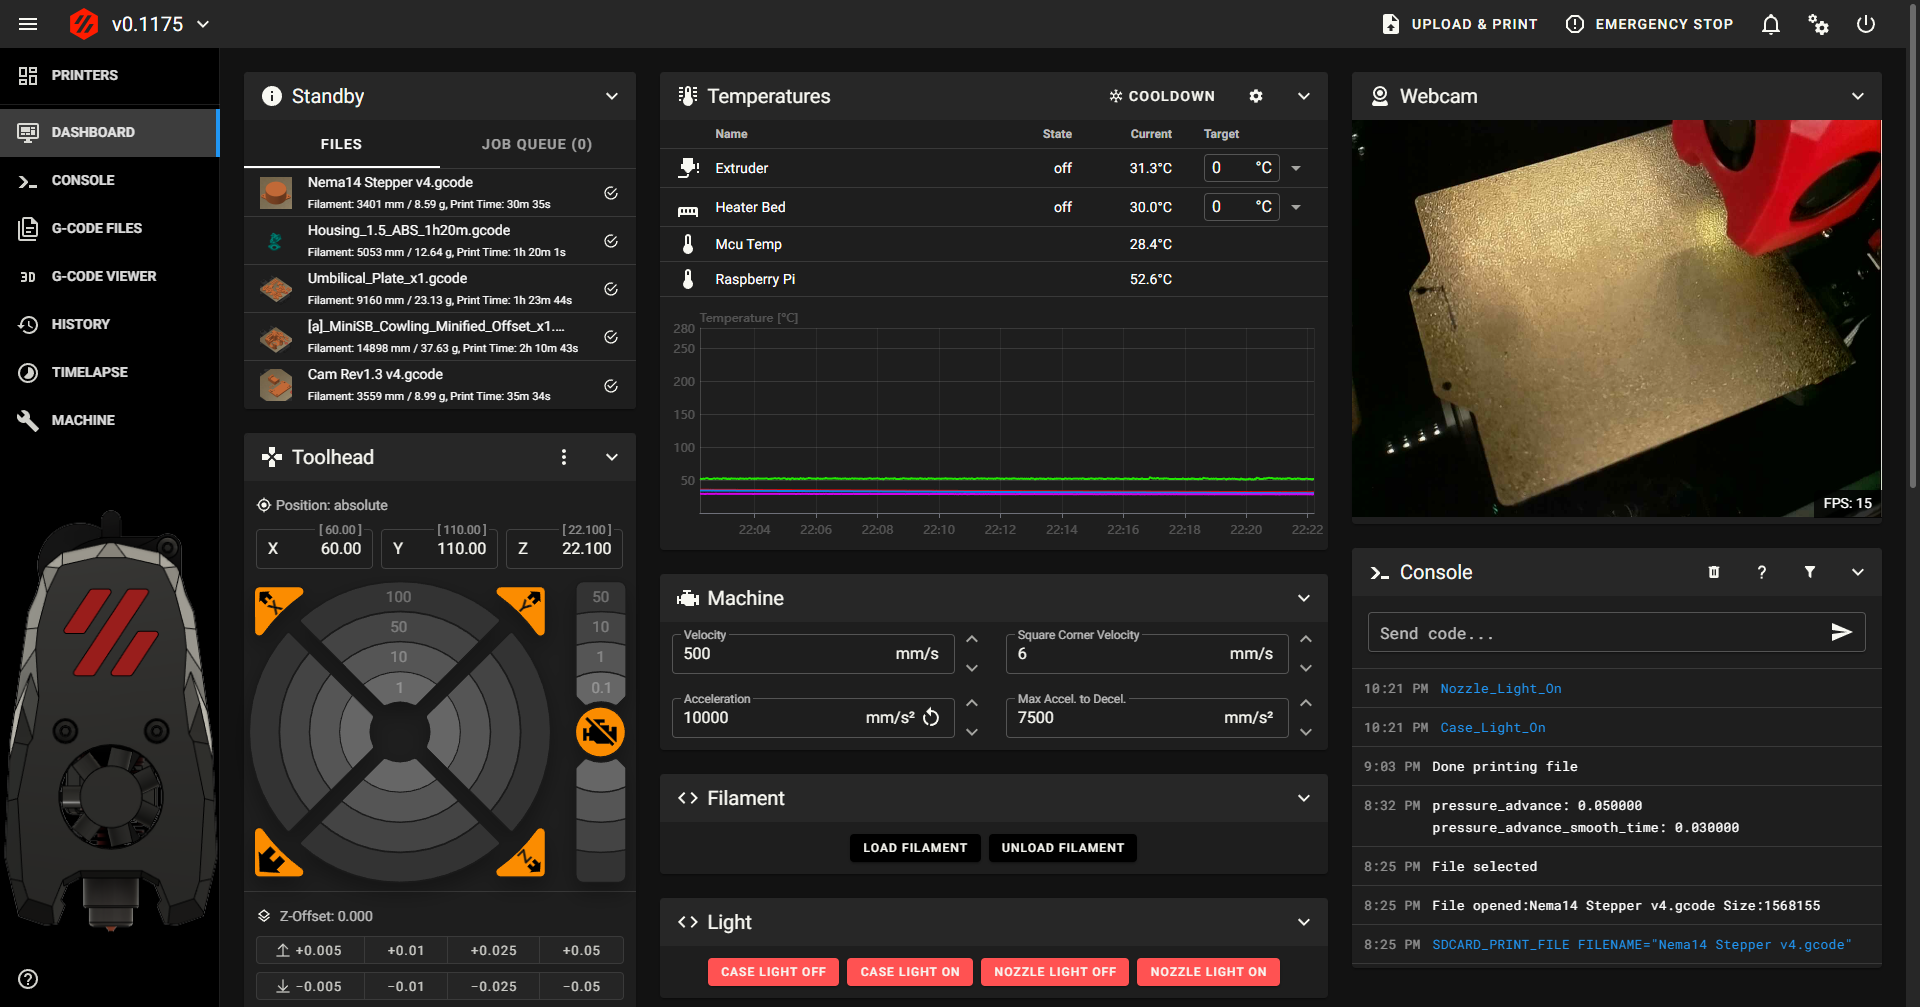 v0.1175
UPLOAD & PRINT
EMERGENCY STOP
PRINTERS
DASHBOARD
CONSOLE
G-CODE FILES
3D G-CODE VIEWER
HISTORY
TIMELAPSE
MACHINE
Standby
FILES
JOB QUEUE (0)
Nema14 Stepper v4.gcode
Filament: 3401 mm / 8.59 g, Print Time: 30m 35s
Housing_1.5_ABS_1h20m.gcode
Filament: 5053 mm / 12.64 g, Print Time: 1h 20m 1s
Umbilical_Plate_x1.gcode
Filament: 9160 mm / 23.13 g, Print Time: 1h 23m 44s
[a]_MiniSB_Cowling_Minified_Offset_x1....
Filament: 14898 mm / 37.63 g, Print Time: 2h 10m 43s
Cam Rev1.3 v4.gcode
Filament: 3559 mm / 8.99 g, Print Time: 35m 34s
Toolhead
Position: absolute
[ 60.00 ]
X 60.00
[ 110.00 ]
Y 110.00
[ 22.100 ]
Z 22.100
X
Y
Z
100
50
10
1
50
10
1
0.1
Z-Offset: 0.000
+0.005 +0.01 +0.025 +0.05
−0.005 −0.01 −0.025 −0.05
Temperatures
COOLDOWN
Name State Current Target
Extruder off 31.3°C 0 °C
Heater Bed off 30.0°C 0 °C
Mcu Temp 28.4°C
Raspberry Pi 52.6°C
Temperature [°C]
280
250
200
150
100
50
22:04 22:06 22:08 22:10 22:12 22:14 22:16 22:18 22:20 22:22
Machine
Velocity
500 mm/s
Square Corner Velocity
6 mm/s
Acceleration
10000 mm/s²
Max Accel. to Decel.
7500 mm/s²
Filament
LOAD FILAMENT
UNLOAD FILAMENT
Light
CASE LIGHT OFF
CASE LIGHT ON
NOZZLE LIGHT OFF
NOZZLE LIGHT ON
Webcam
FPS: 15
Console
Send code...
10:21 PM Nozzle_Light_On
10:21 PM Case_Light_On
9:03 PM Done printing file
8:32 PM pressure_advance: 0.050000
pressure_advance_smooth_time: 0.030000
8:25 PM File selected
8:25 PM File opened:Nema14 Stepper v4.gcode Size:1568155
8:25 PM SDCARD_PRINT_FILE FILENAME="Nema14 Stepper v4.gcode"